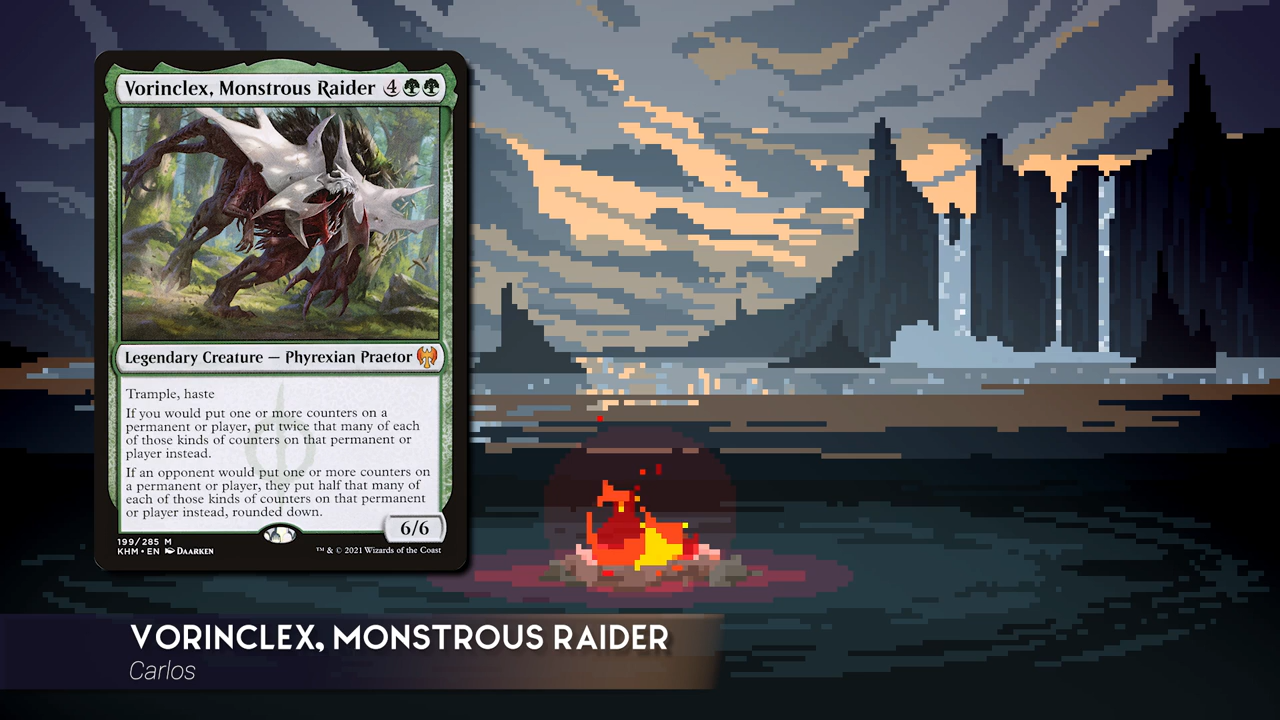 Vorinclex, Monstrous Raider 4
Legendary Creature — Phyrexian Praetor
Trample, haste
If you would put one or more counters on a
permanent or player, put twice that many of each
of those kinds of counters on that permanent or
player instead.
If an opponent would put one or more counters on
a permanent or player, they put half that many of
each of those kinds of counters on that permanent
or player instead, rounded down.
6/6
199/285 M
KHM • EN Daarken
™ & © 2021 Wizards of the Coast
VORINCLEX, MONSTROUS RAIDER
Carlos